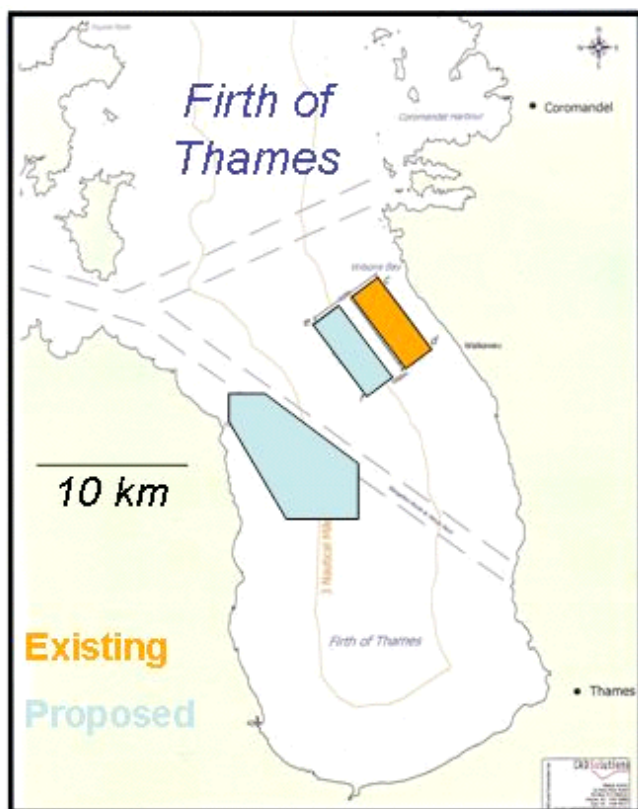 Firth of
Thames
Coromandel Harbour
Coromandel
Wilsons Bay
c
e
d
f
10 km
3 Nautical Mile
Firth of Thames
Existing
Proposed
Thames
CADSolutions